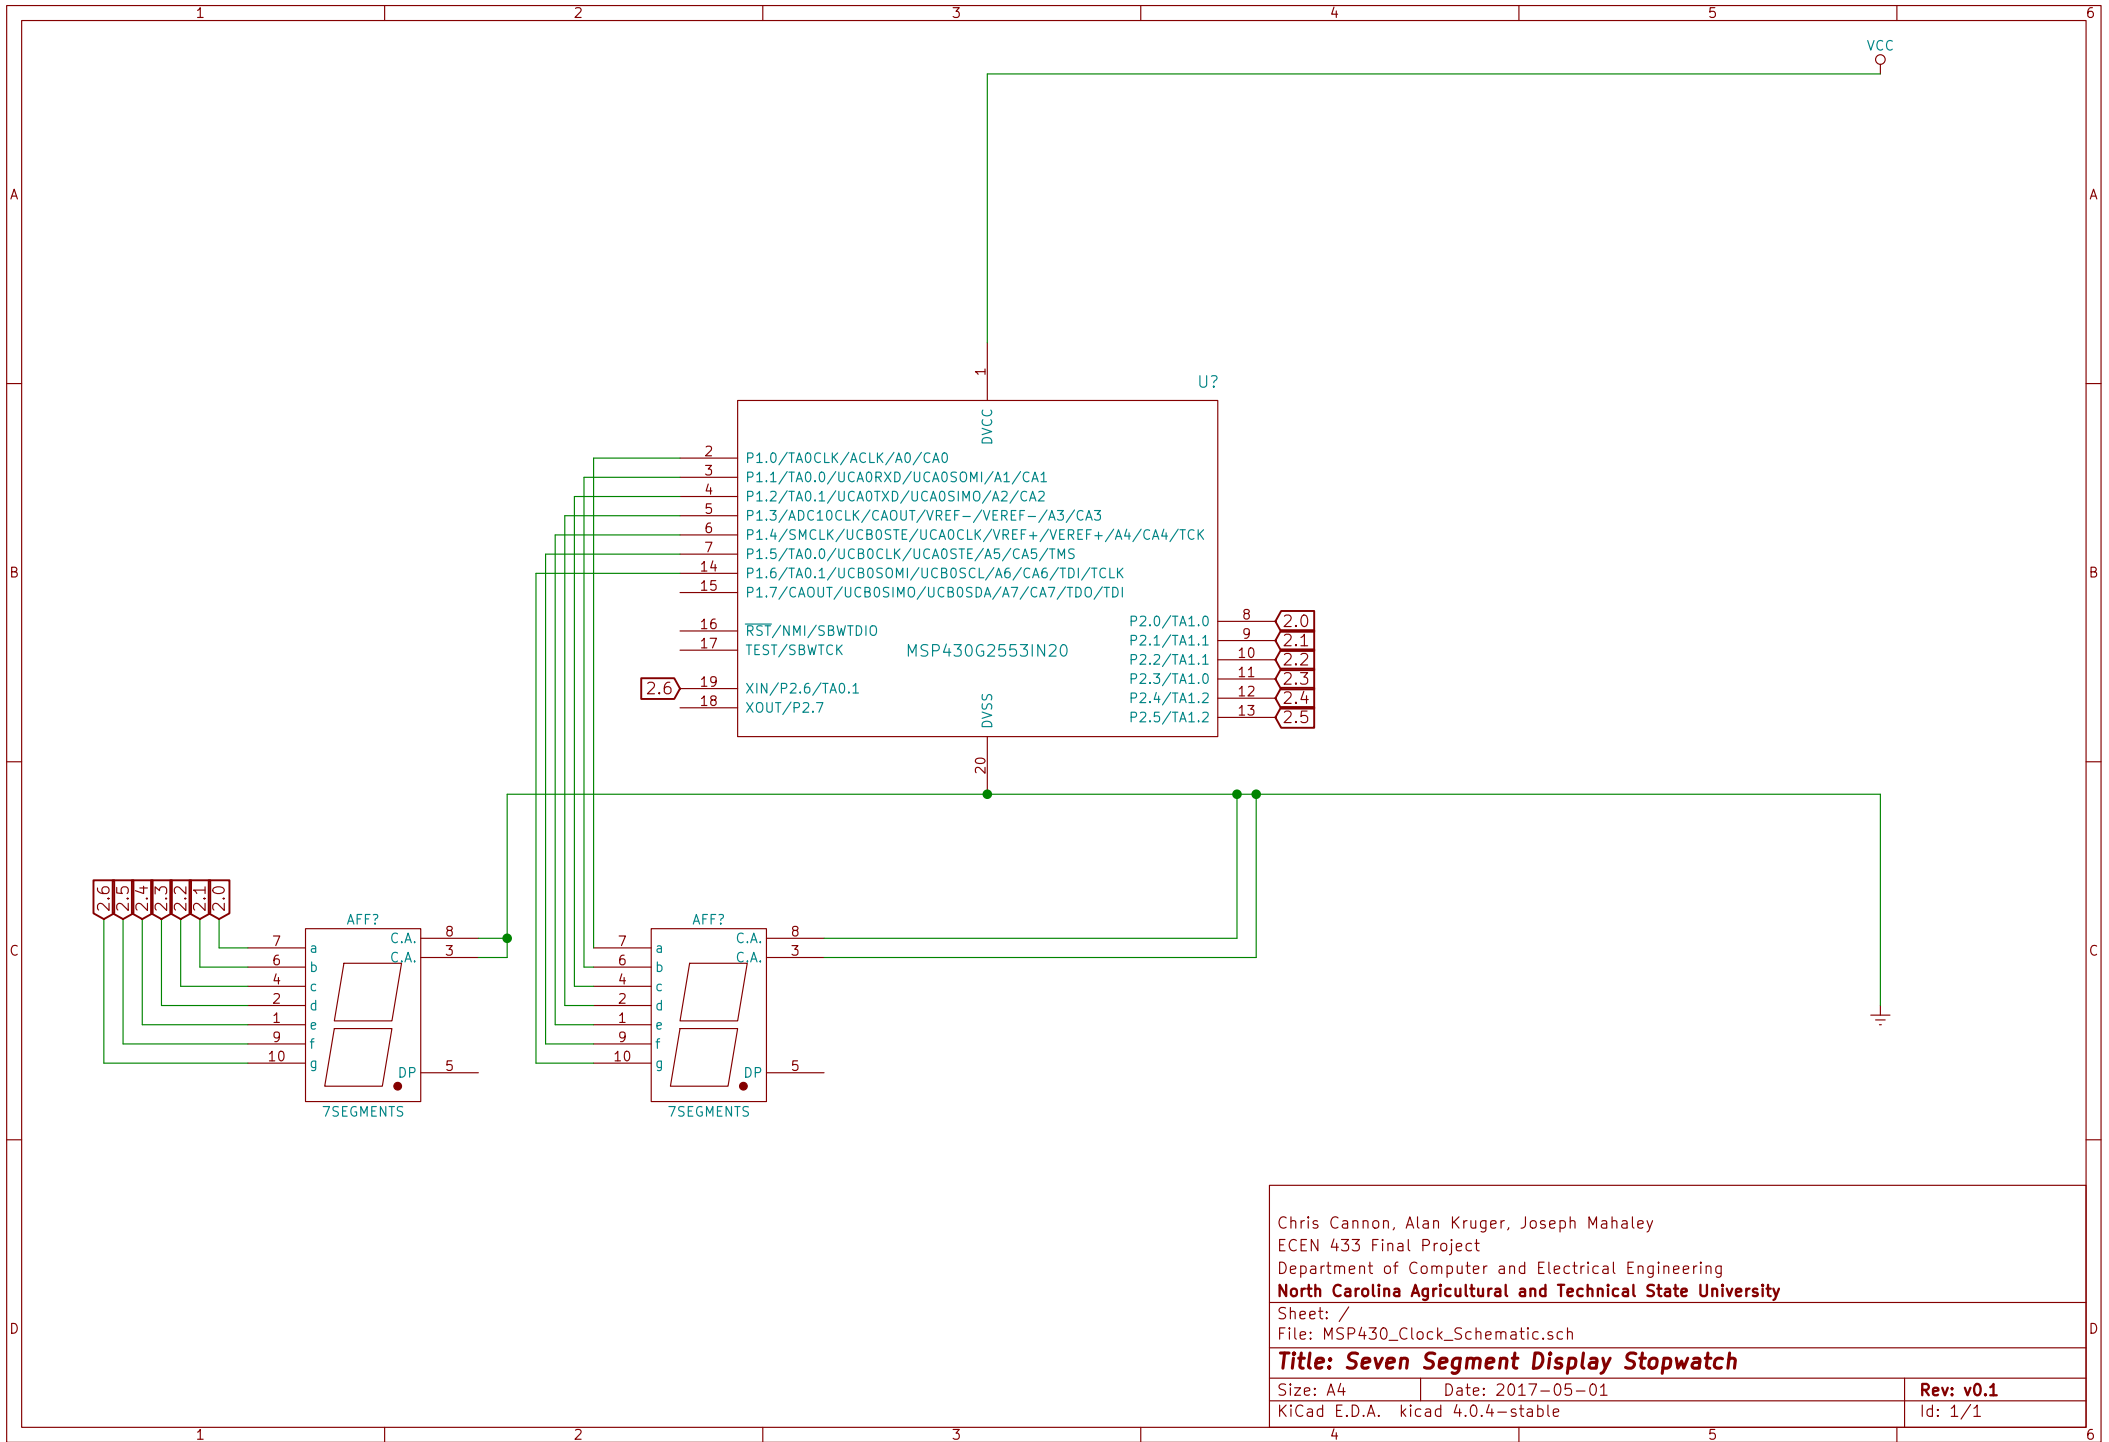 1 2 3 4 5 6
VCC
A A
1
U?
DVCC
2 P1.0/TA0CLK/ACLK/A0/CA0
3 P1.1/TA0.0/UCA0RXD/UCA0SOMI/A1/CA1
4 P1.2/TA0.1/UCA0TXD/UCA0SIMO/A2/CA2
5 P1.3/ADC10CLK/CAOUT/VREF-/VEREF-/A3/CA3
6 P1.4/SMCLK/UCB0STE/UCA0CLK/VREF+/VEREF+/A4/CA4/TCK
7 P1.5/TA0.0/UCB0CLK/UCA0STE/A5/CA5/TMS
14 P1.6/TA0.1/UCB0SOMI/UCB0SCL/A6/CA6/TDI/TCLK
B B
15 P1.7/CAOUT/UCB0SIMO/UCB0SDA/A7/CA7/TDO/TDI
P2.0/TA1.0 8 2.0
16 RST/NMI/SBWTDIO
P2.1/TA1.1 9 2.1
17 TEST/SBWTCK
MSP430G2553IN20
P2.2/TA1.1 10 2.2
P2.3/TA1.0 11 2.3
2.6 19 XIN/P2.6/TA0.1
P2.4/TA1.2 12 2.4
18 XOUT/P2.7
P2.5/TA1.2 13 2.5
DVSS
20
2.6 2.5 2.4 2.3 2.2 2.1 2.0
AFF?
C.A. 8
C.A. 3
7 a
6 b
4 c
2 d
1 e
9 f
10 g
DP 5
7SEGMENTS
AFF?
C.A. 8
C.A. 3
7 a
6 b
4 c
2 d
1 e
9 f
10 g
DP 5
7SEGMENTS
C C
Chris Cannon, Alan Kruger, Joseph Mahaley
ECEN 433 Final Project
Department of Computer and Electrical Engineering
North Carolina Agricultural and Technical State University
Sheet: /
File: MSP430_Clock_Schematic.sch
D D
Title: Seven Segment Display Stopwatch
Size: A4 Date: 2017-05-01 Rev: v0.1
KiCad E.D.A. kicad 4.0.4-stable Id: 1/1
1 2 3 4 5 6